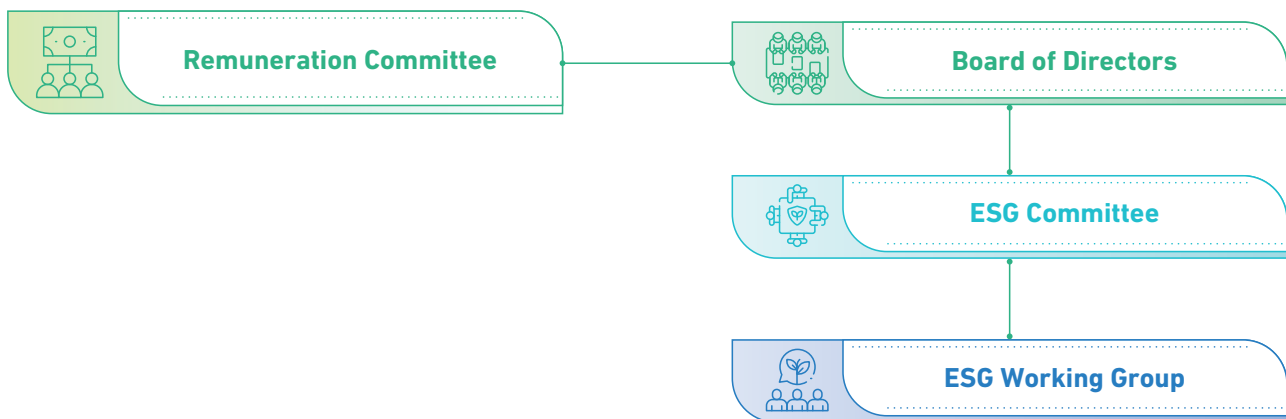 Remuneration Committee
Board of Directors
ESG Committee
ESG Working Group